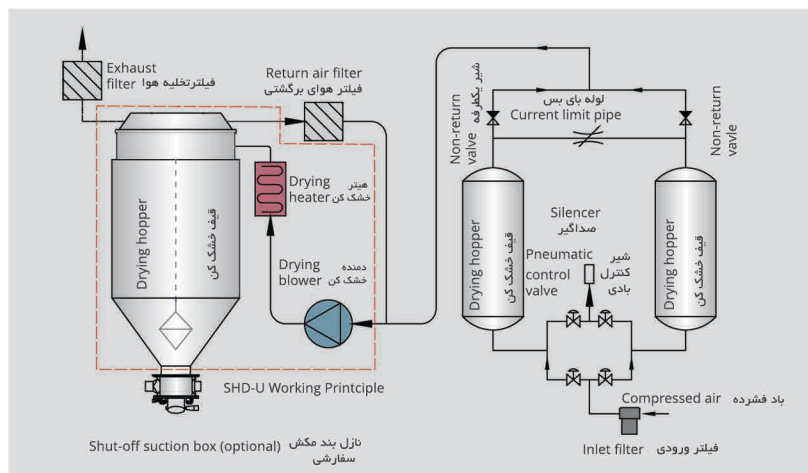 Exhaust
filter فیلتر تخلیه هوا
Return air filter
فیلتر هوای برگشتی
Drying hopper
قیف خشک کن
Drying
heater
هیتر
خشک کن
Drying
blower
دمنده
خشک کن
SHD-U Working Printciple
Shut-off suction box (optional) نازل بند مکش
سفارشی
Non-return
valve
شیر یکطرفه
لوله بای بس
Current limit pipe
Non-return
vavle
Drying hopper
قیف خشک کن
Silencer
صداگیر
Pneumatic
control
valve
شیر
کنترل
بادی
Drying hopper
قیف خشک کن
Compressed air باد فشرده
Inlet filter فیلتر ورودی